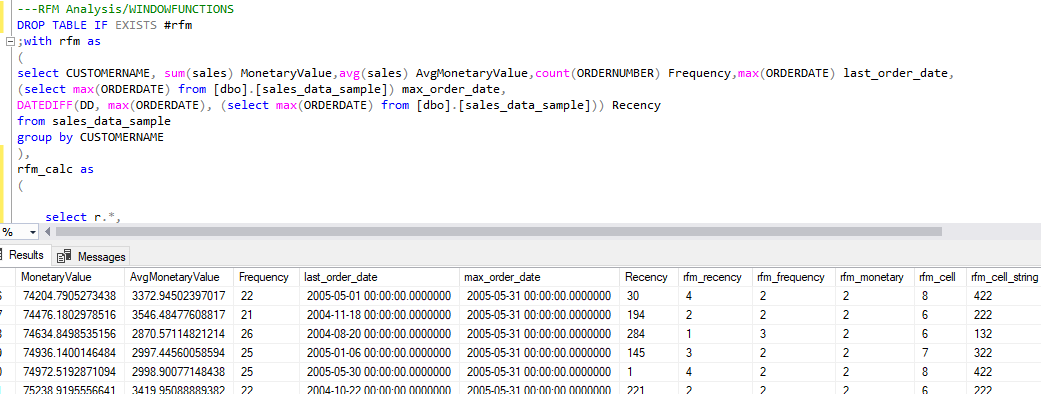 ---RFM Analysis/WINDOWFUNCTIONS
DROP TABLE IF EXISTS #rfm
;with rfm as
(
select CUSTOMERNAME, sum(sales) MonetaryValue,avg(sales) AvgMonetaryValue,count(ORDERNUMBER) Frequency,max(ORDERDATE) last_order_date,
(select max(ORDERDATE) from [dbo].[sales_data_sample]) max_order_date,
DATEDIFF(DD, max(ORDERDATE), (select max(ORDERDATE) from [dbo].[sales_data_sample])) Recency
from sales_data_sample
group by CUSTOMERNAME
),
rfm_calc as
(
select r.*,
%
Results Messages
MonetaryValue AvgMonetaryValue Frequency last_order_date max_order_date Recency rfm_recency rfm_frequency rfm_monetary rfm_cell rfm_cell_string
74204.7905273438 3372.94502397017 22 2005-05-01 00:00:00.0000000 2005-05-31 00:00:00.0000000 30 4 2 2 8 422
74476.1802978516 3546.48477608817 21 2004-11-18 00:00:00.0000000 2005-05-31 00:00:00.0000000 194 2 2 2 6 222
74634.8498535156 2870.57114821214 26 2004-08-20 00:00:00.0000000 2005-05-31 00:00:00.0000000 284 1 3 2 6 132
74936.1400146484 2997.44560058594 25 2005-01-06 00:00:00.0000000 2005-05-31 00:00:00.0000000 145 3 2 2 7 322
74972.5192871094 2998.90077148438 25 2005-05-30 00:00:00.0000000 2005-05-31 00:00:00.0000000 1 4 2 2 8 422
75238.9195556641 3419.95088889382 22 2004-10-22 00:00:00.0000000 2005-05-31 00:00:00.0000000 221 2 2 2 6 222